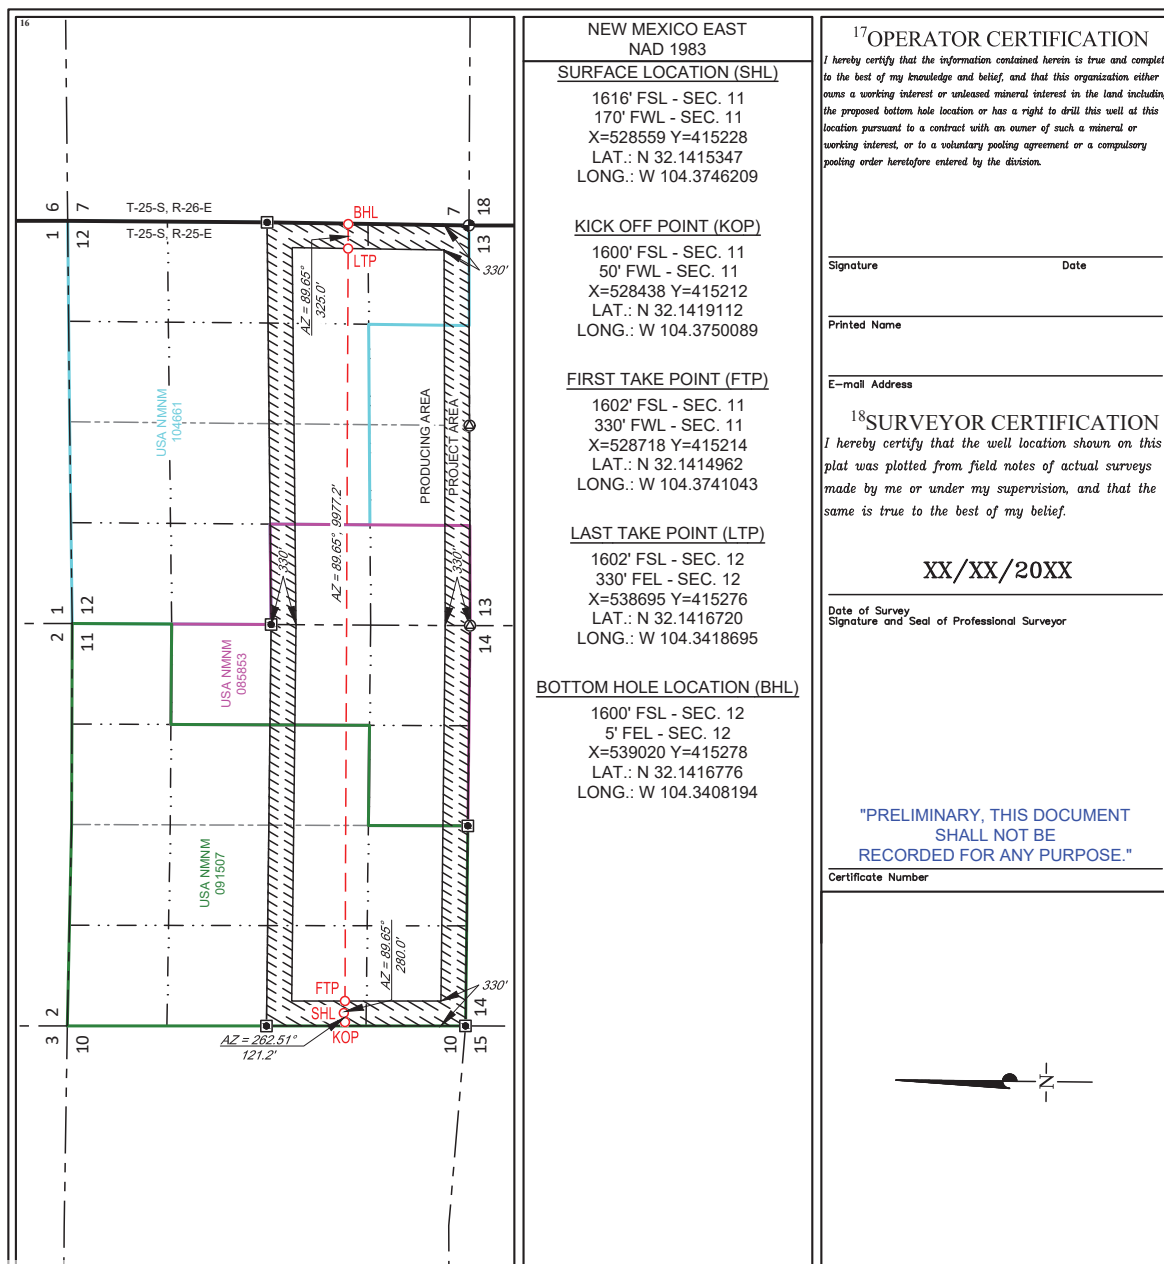 16
6
7
T-25-S, R-26-E
BHL
7
18
1
12
T-25-S, R-25-E
13
LTP
330'
AZ = 89.65°
325.0'
USA NMNM
104661
PRODUCING AREA
PROJECT AREA
AZ = 89.65° 9977.2'
330'
330'
1
12
13
2
11
14
USA NMNM
085853
USA NMNM
091507
AZ = 89.65°
280.0'
FTP
330'
SHL
2
14
KOP
3
10
AZ = 262.51°
121.2'
10
15
NEW MEXICO EAST
NAD 1983
SURFACE LOCATION (SHL)
1616' FSL - SEC. 11
170' FWL - SEC. 11
X=528559 Y=415228
LAT.: N 32.1415347
LONG.: W 104.3746209
KICK OFF POINT (KOP)
1600' FSL - SEC. 11
50' FWL - SEC. 11
X=528438 Y=415212
LAT.: N 32.1419112
LONG.: W 104.3750089
FIRST TAKE POINT (FTP)
1602' FSL - SEC. 11
330' FWL - SEC. 11
X=528718 Y=415214
LAT.: N 32.1414962
LONG.: W 104.3741043
LAST TAKE POINT (LTP)
1602' FSL - SEC. 12
330' FEL - SEC. 12
X=538695 Y=415276
LAT.: N 32.1416720
LONG.: W 104.3418695
BOTTOM HOLE LOCATION (BHL)
1600' FSL - SEC. 12
5' FEL - SEC. 12
X=539020 Y=415278
LAT.: N 32.1416776
LONG.: W 104.3408194
17OPERATOR CERTIFICATION
I hereby certify that the information contained herein is true and complet
to the best of my knowledge and belief, and that this organization either
owns a working interest or unleased mineral interest in the land includin
the proposed bottom hole location or has a right to drill this well at this
location pursuant to a contract with an owner of such a mineral or
working interest, or to a voluntary pooling agreement or a compulsory
pooling order heretofore entered by the division.
Signature Date
Printed Name
E-mail Address
18SURVEYOR CERTIFICATION
I hereby certify that the well location shown on this
plat was plotted from field notes of actual surveys
made by me or under my supervision, and that the
same is true to the best of my belief.
XX/XX/20XX
Date of Survey
Signature and Seal of Professional Surveyor
"PRELIMINARY, THIS DOCUMENT
SHALL NOT BE
RECORDED FOR ANY PURPOSE."
Certificate Number
N